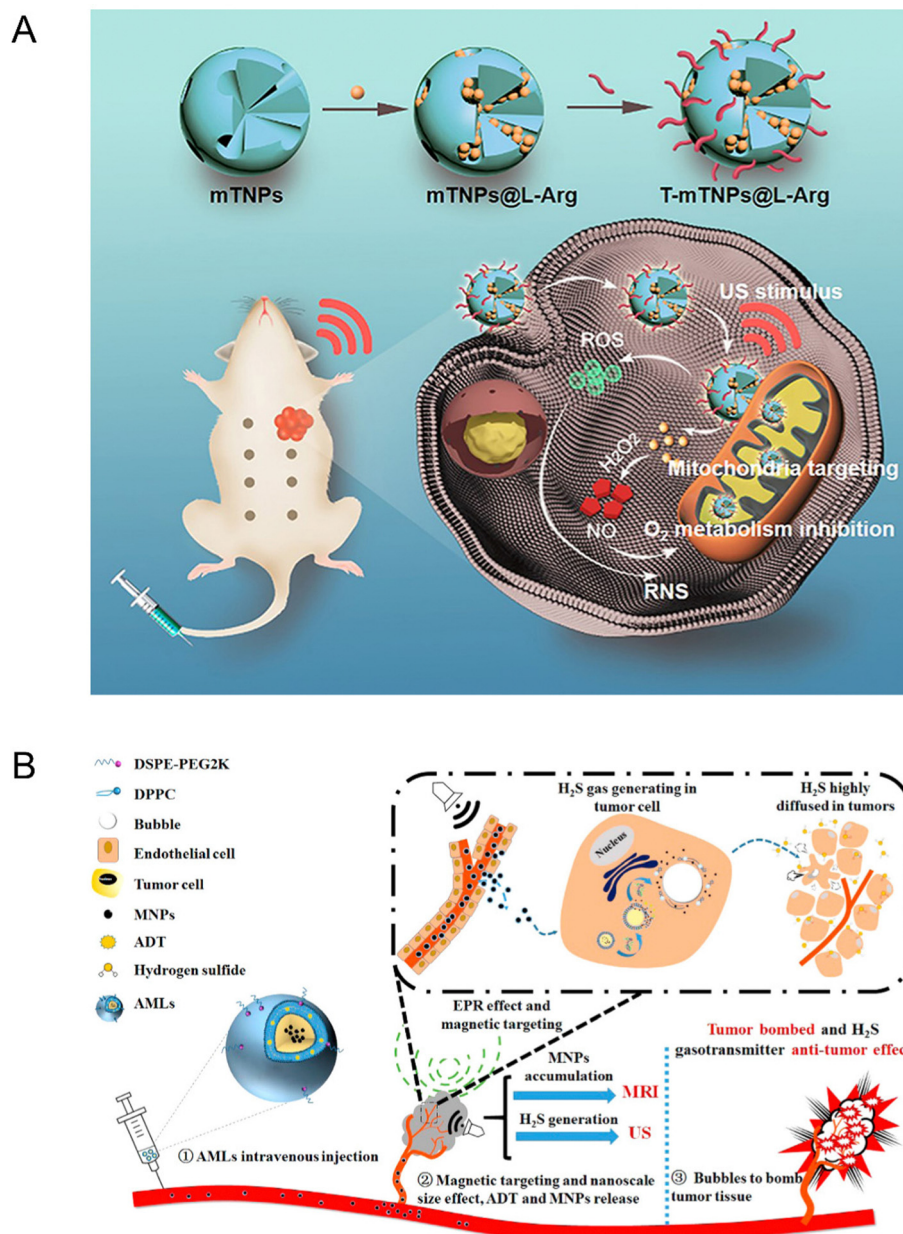 A
mTNPs
mTNPs@L-Arg
T-mTNPs@L-Arg
US stimulus
ROS
H2O2
Mitochondria targeting
NO
O₂ metabolism inhibition
RNS
B
DSPE-PEG2K
DPPC
Bubble
Endothelial cell
Tumor cell
MNPs
ADT
Hydrogen sulfide
AMLs
H₂S gas generating in
tumor cell
H₂S highly
diffused in tumors
Nucleus
EPR effect and
magnetic targeting
MNPs
accumulation
MRI
H₂S generation
US
Tumor bombed and H₂S
gasotransmitter anti-tumor effec
① AMLs intravenous injection
② Magnetic targeting and nanoscale
size effect, ADT and MNPs release
③ Bubbles to bomb
tumor tissue